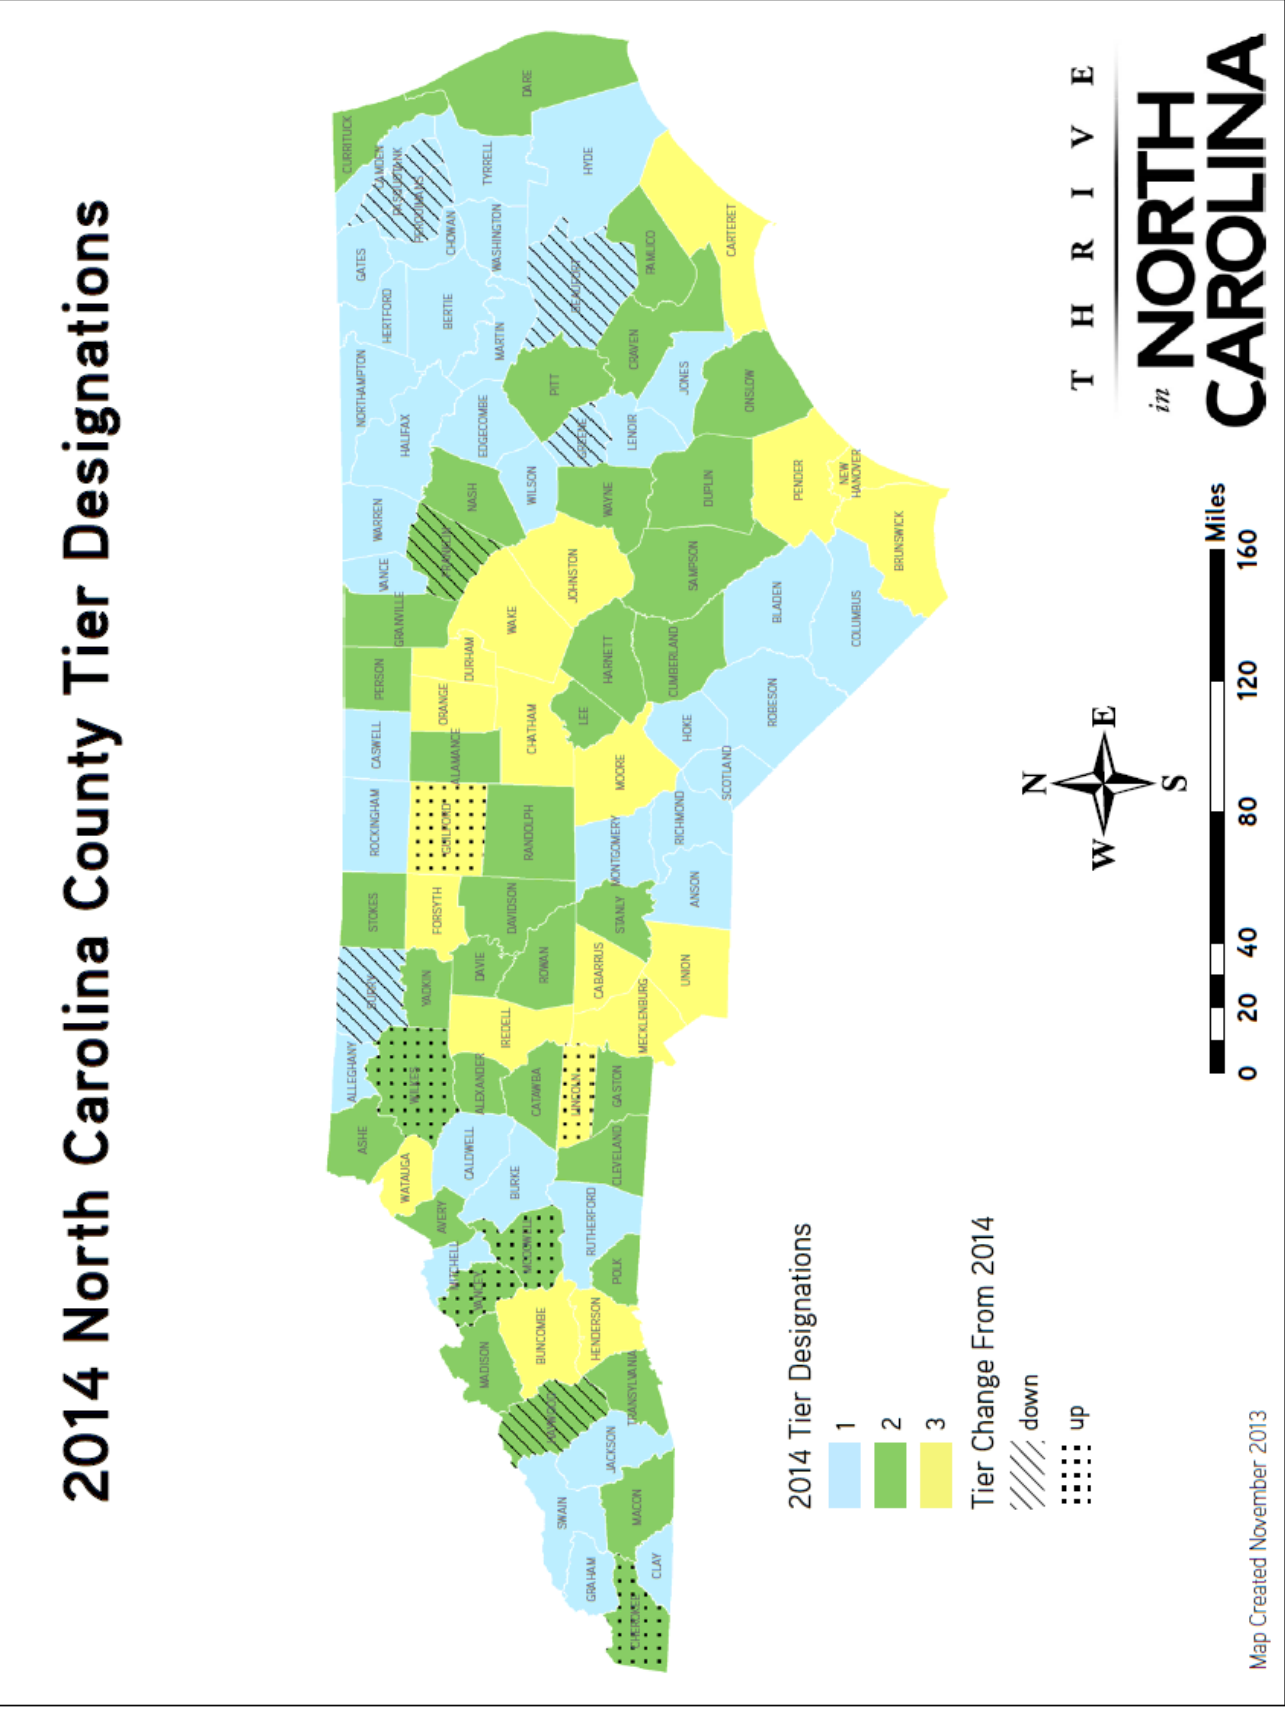 2014 North Carolina County Tier Designations
CURRITUCK
CAMDEN
PASQUOTANK
PERQUIMANS
GATES
CHOWAN
HERTFORD
BERTIE
NORTHAMPTON
HALIFAX
WARREN
VANCE
GRANVILLE
PERSON
CASWELL
ROCKINGHAM
STOKES
SURRY
ALLEGHANY
ASHE
DARE
TYRRELL
WASHINGTON
HYDE
MARTIN
BEAUFORT
PAMLICO
CARTERET
CRAVEN
PITT
EDGECOMBE
NASH
FRANKLIN
WILSON
GREENE
LENOIR
JONES
ONSLOW
WAYNE
DUPLIN
PENDER
NEW
HANOVER
BRUNSWICK
SAMPSON
JOHNSTON
WAKE
DURHAM
ORANGE
ALAMANCE
GUILFORD
FORSYTH
YADKIN
WILKES
WATAUGA
AVERY
MITCHELL
YANCEY
MADISON
CHATHAM
LEE
HARNETT
CUMBERLAND
BLADEN
COLUMBUS
ROBESON
HOKE
SCOTLAND
MOORE
RICHMOND
MONTGOMERY
ANSON
RANDOLPH
DAVIDSON
DAVIE
ROWAN
STANLY
CABARRUS
UNION
MECKLENBURG
IREDELL
ALEXANDER
CATAWBA
LINCOLN
GASTON
CLEVELAND
CALDWELL
BURKE
MCDOWELL
RUTHERFORD
POLK
BUNCOMBE
HENDERSON
TRANSYLVANIA
HAYWOOD
JACKSON
SWAIN
MACON
GRAHAM
CLAY
CHEROKEE
2014 Tier Designations
1
2
3
Tier Change From 2014
down
up
N
W E
S
Miles
0 20 40 80 120 160
THRIVE
in NORTH
CAROLINA
Map Created November 2013